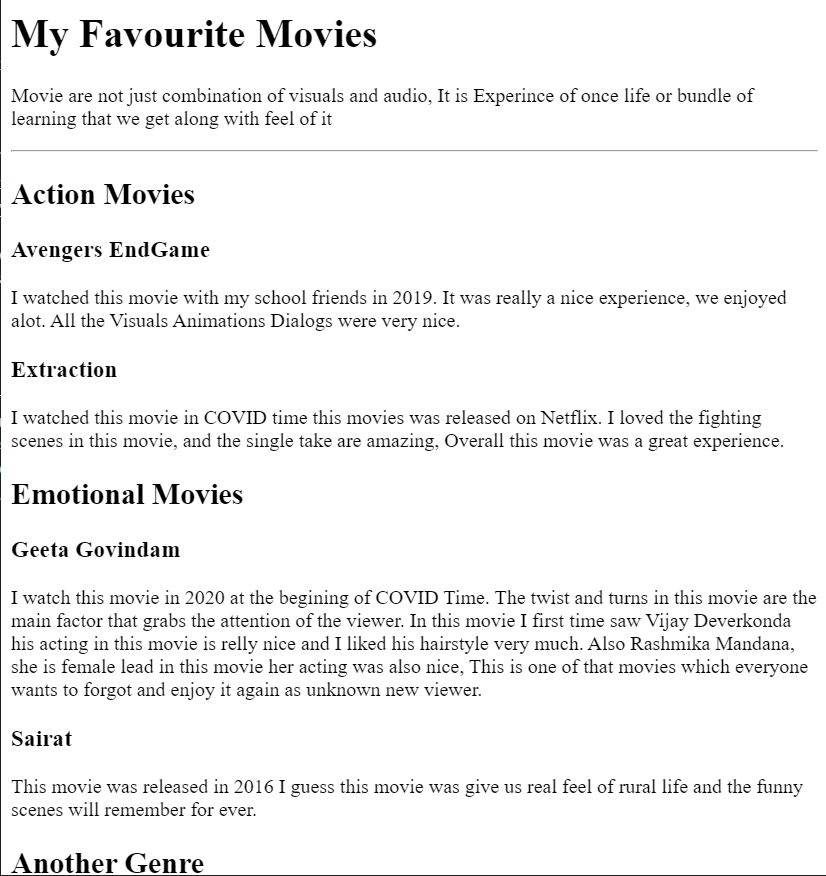 My Favourite Movies
Movie are not just combination of visuals and audio, It is Experince of once life or bundle of
learning that we get along with feel of it
Action Movies
Avengers EndGame
I watched this movie with my school friends in 2019. It was really a nice experience, we enjoyed
alot. All the Visuals Animations Dialogs were very nice.
Extraction
I watched this movie in COVID time this movies was released on Netflix. I loved the fighting
scenes in this movie, and the single take are amazing, Overall this movie was a great experience.
Emotional Movies
Geeta Govindam
I watch this movie in 2020 at the begining of COVID Time. The twist and turns in this movie are the
main factor that grabs the attention of the viewer. In this movie I first time saw Vijay Deverkonda
his acting in this movie is relly nice and I liked his hairstyle very much. Also Rashmika Mandana,
she is female lead in this movie her acting was also nice, This is one of that movies which everyone
wants to forgot and enjoy it again as unknown new viewer.
Sairat
This movie was released in 2016 I guess this movie was give us real feel of rural life and the funny
scenes will remember for ever.
Another Genre